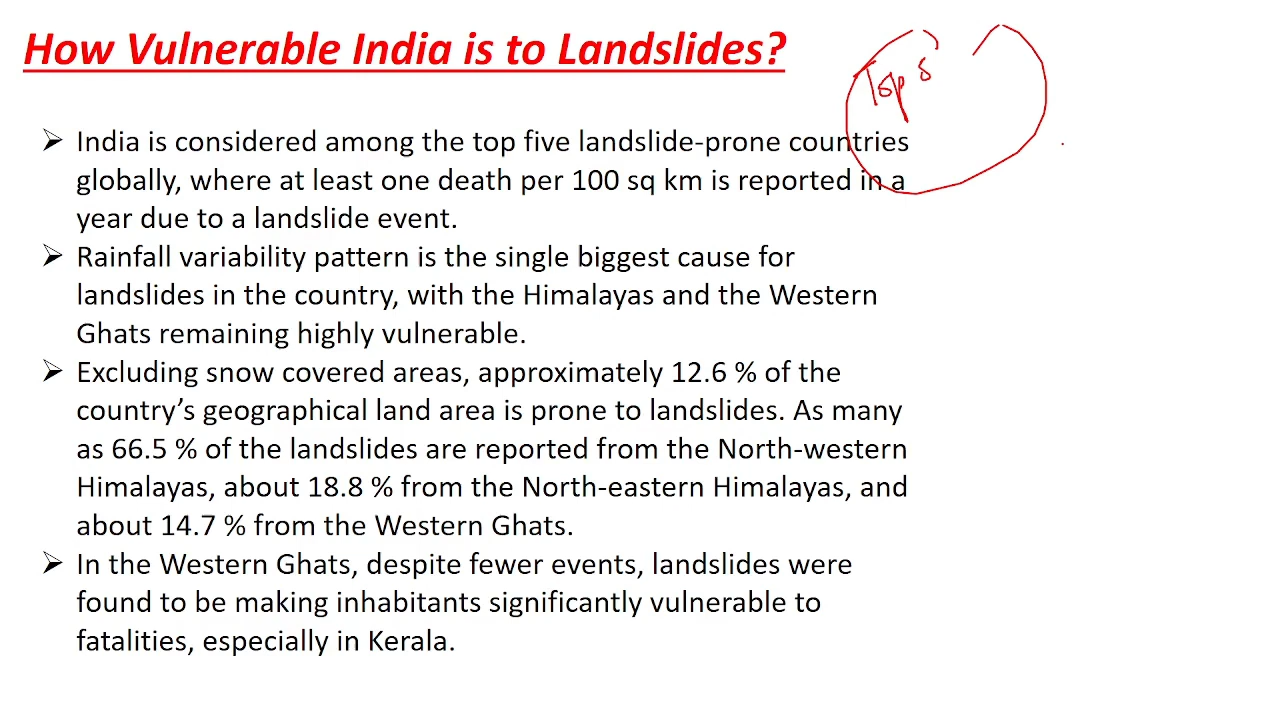 How Vulnerable India is to Landslides?
Top 5
➢ India is considered among the top five landslide-prone countries
globally, where at least one death per 100 sq km is reported in a
year due to a landslide event.
➢ Rainfall variability pattern is the single biggest cause for
landslides in the country, with the Himalayas and the Western
Ghats remaining highly vulnerable.
➢ Excluding snow covered areas, approximately 12.6 % of the
country’s geographical land area is prone to landslides. As many
as 66.5 % of the landslides are reported from the North-western
Himalayas, about 18.8 % from the North-eastern Himalayas, and
about 14.7 % from the Western Ghats.
➢ In the Western Ghats, despite fewer events, landslides were
found to be making inhabitants significantly vulnerable to
fatalities, especially in Kerala.